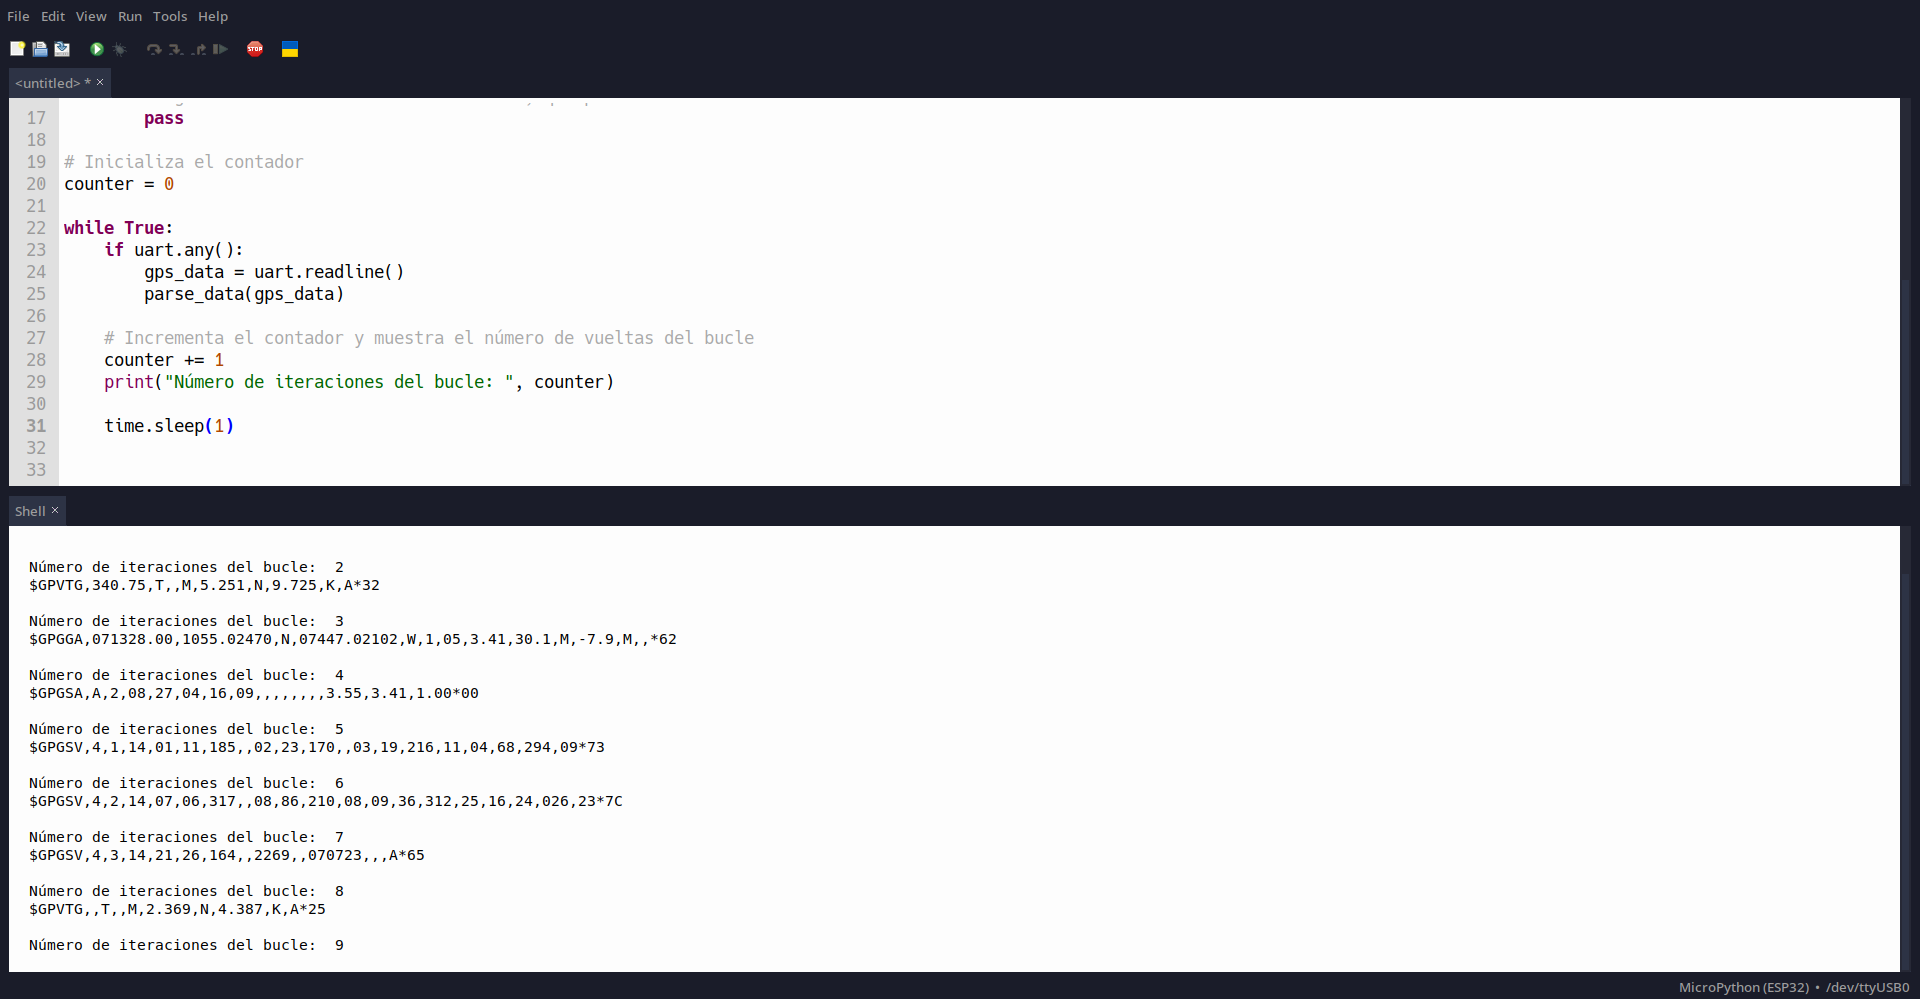 File Edit View Run Tools Help
STOP
<untitled> * ×
17 pass
18
19 # Inicializa el contador
20 counter = 0
21
22 while True:
23 if uart.any():
24 gps_data = uart.readline()
25 parse_data(gps_data)
26
27 # Incrementa el contador y muestra el número de vueltas del bucle
28 counter += 1
29 print("Número de iteraciones del bucle: ", counter)
30
31 time.sleep(1)
32
33
Shell ×
Número de iteraciones del bucle:  2
$GPVTG,340.75,T,,M,5.251,N,9.725,K,A*32
Número de iteraciones del bucle:  3
$GPGGA,071328.00,1055.02470,N,07447.02102,W,1,05,3.41,30.1,M,-7.9,M,,*62
Número de iteraciones del bucle:  4
$GPGSA,A,2,08,27,04,16,09,,,,,,,,3.55,3.41,1.00*00
Número de iteraciones del bucle:  5
$GPGSV,4,1,14,01,11,185,,02,23,170,,03,19,216,11,04,68,294,09*73
Número de iteraciones del bucle:  6
$GPGSV,4,2,14,07,06,317,,08,86,210,08,09,36,312,25,16,24,026,23*7C
Número de iteraciones del bucle:  7
$GPGSV,4,3,14,21,26,164,,2269,,070723,,,A*65
Número de iteraciones del bucle:  8
$GPVTG,,T,,M,2.369,N,4.387,K,A*25
Número de iteraciones del bucle:  9
MicroPython (ESP32) • /dev/ttyUSB0